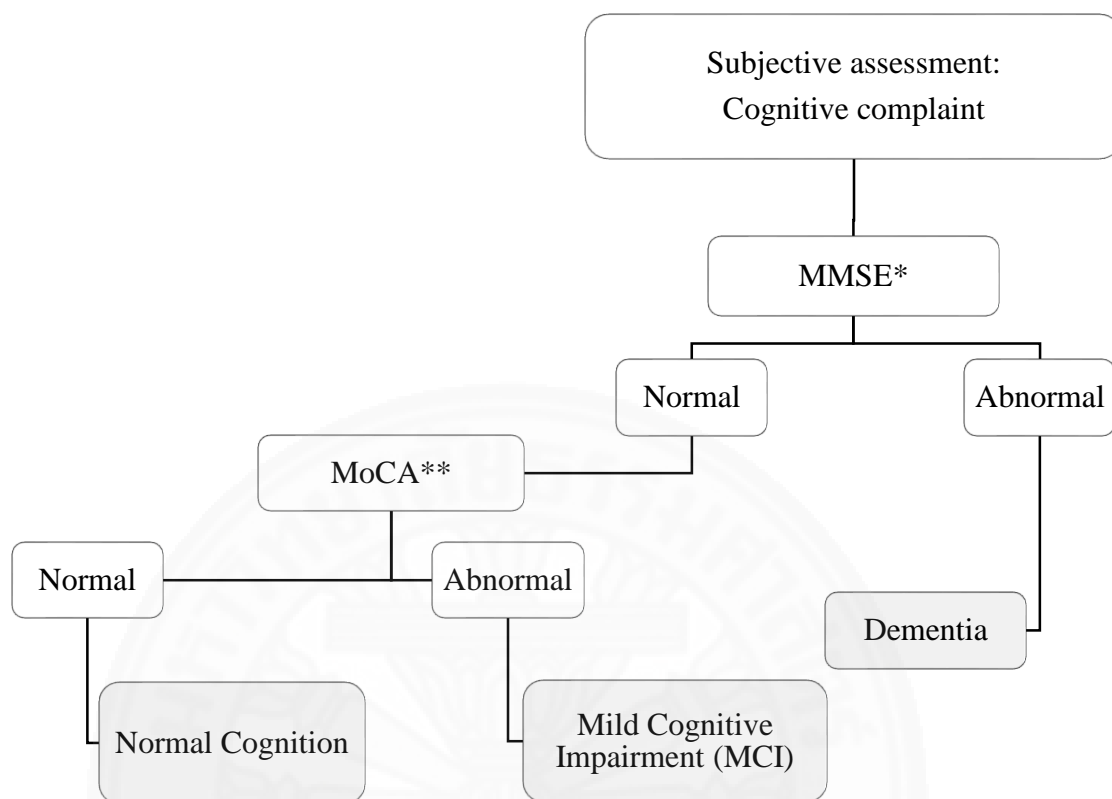 Subjective assessment:
Cognitive complaint
MMSE*
Normal
Abnormal
MoCA**
Normal
Abnormal
Dementia
Normal Cognition
Mild Cognitive
Impairment (MCI)